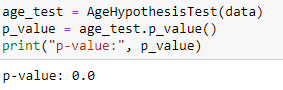 age_test = AgeHypothesisTest(data)
p_value = age_test.p_value()
print("p-value:", p_value)
p-value: 0.0